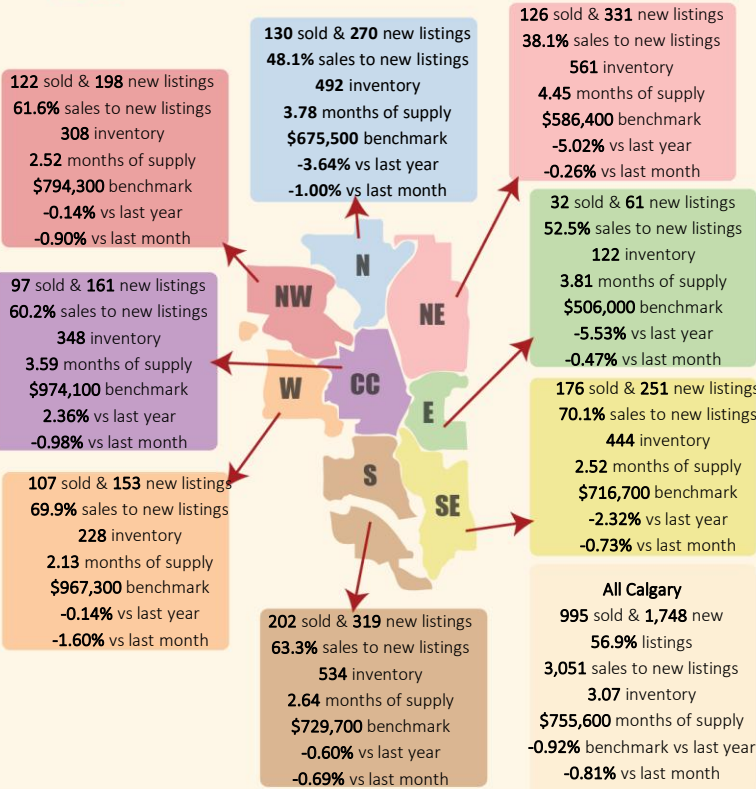 130 sold & 270 new listings
48.1% sales to new listings
492 inventory
3.78 months of supply
$675,500 benchmark
-3.64% vs last year
-1.00% vs last month
126 sold & 331 new listings
38.1% sales to new listings
561 inventory
4.45 months of supply
$586,400 benchmark
-5.02% vs last year
-0.26% vs last month
122 sold & 198 new listings
61.6% sales to new listings
308 inventory
2.52 months of supply
$794,300 benchmark
-0.14% vs last year
-0.90% vs last month
32 sold & 61 new listings
52.5% sales to new listings
122 inventory
3.81 months of supply
$506,000 benchmark
-5.53% vs last year
-0.47% vs last month
N
NW
NE
W
CC
E
S
SE
97 sold & 161 new listings
60.2% sales to new listings
348 inventory
3.59 months of supply
$974,100 benchmark
2.36% vs last year
-0.98% vs last month
176 sold & 251 new listings
70.1% sales to new listings
444 inventory
2.52 months of supply
$716,700 benchmark
-2.32% vs last year
-0.73% vs last month
107 sold & 153 new listings
69.9% sales to new listings
228 inventory
2.13 months of supply
$967,300 benchmark
-0.14% vs last year
-1.60% vs last month
202 sold & 319 new listings
63.3% sales to new listings
534 inventory
2.64 months of supply
$729,700 benchmark
-0.60% vs last year
-0.69% vs last month
All Calgary
995 sold & 1,748 new
56.9% listings
3,051 sales to new listings
3.07 inventory
$755,600 months of supply
-0.92% benchmark vs last year
-0.81% vs last month